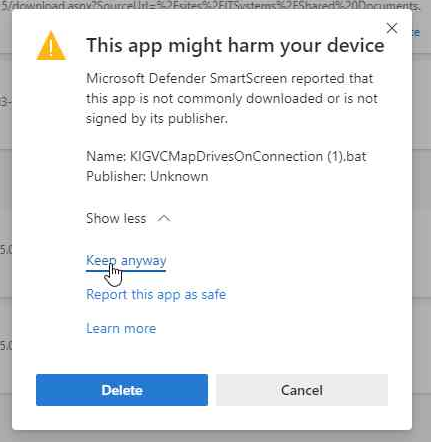 5/download.aspx?SourceUrl=%2Fsites%2FITSystems%2FShared%20Documents.
This app might harm your device
Microsoft Defender SmartScreen reported that
this app is not commonly downloaded or is not
signed by its publisher.
Name: KIGVCMapDrivesOnConnection (1).bat
Publisher: Unknown
Show less
Keep anyway
Report this app as safe
Learn more
Delete
Cancel